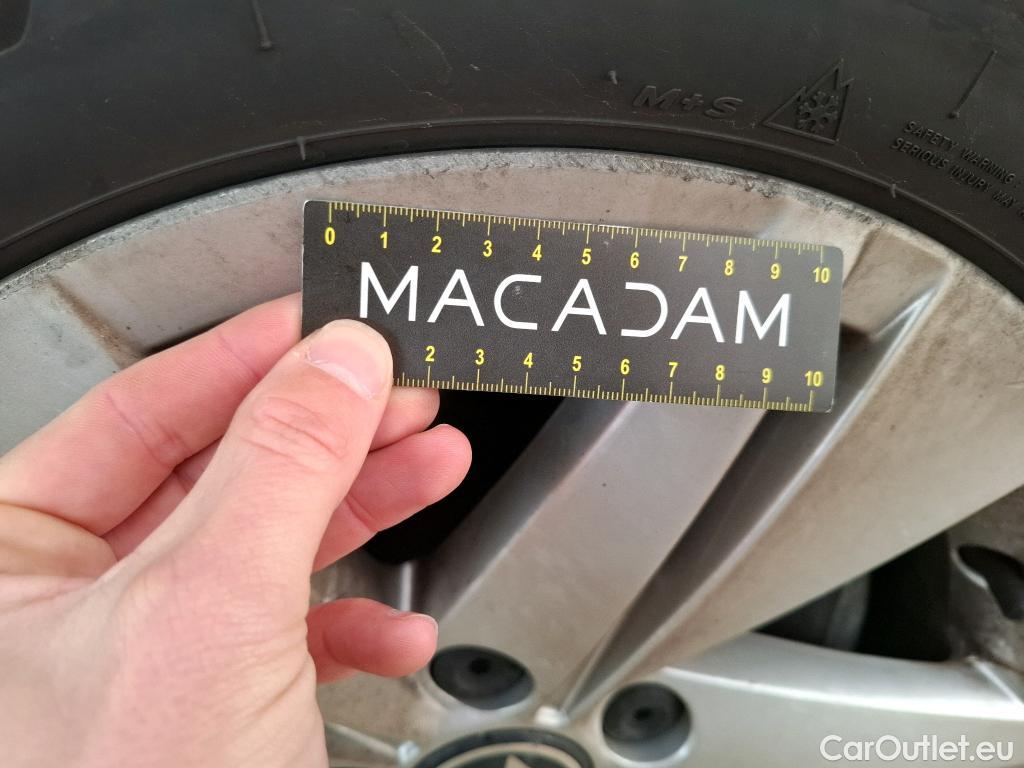 M+S
SAFETY WARNING:
SERIOUS INJURY MAY
0 1 2 3 4 5 6 7 8 9 10
MACADAM
2 3 4 5 6 7 8 9 10
CarOutlet.eu